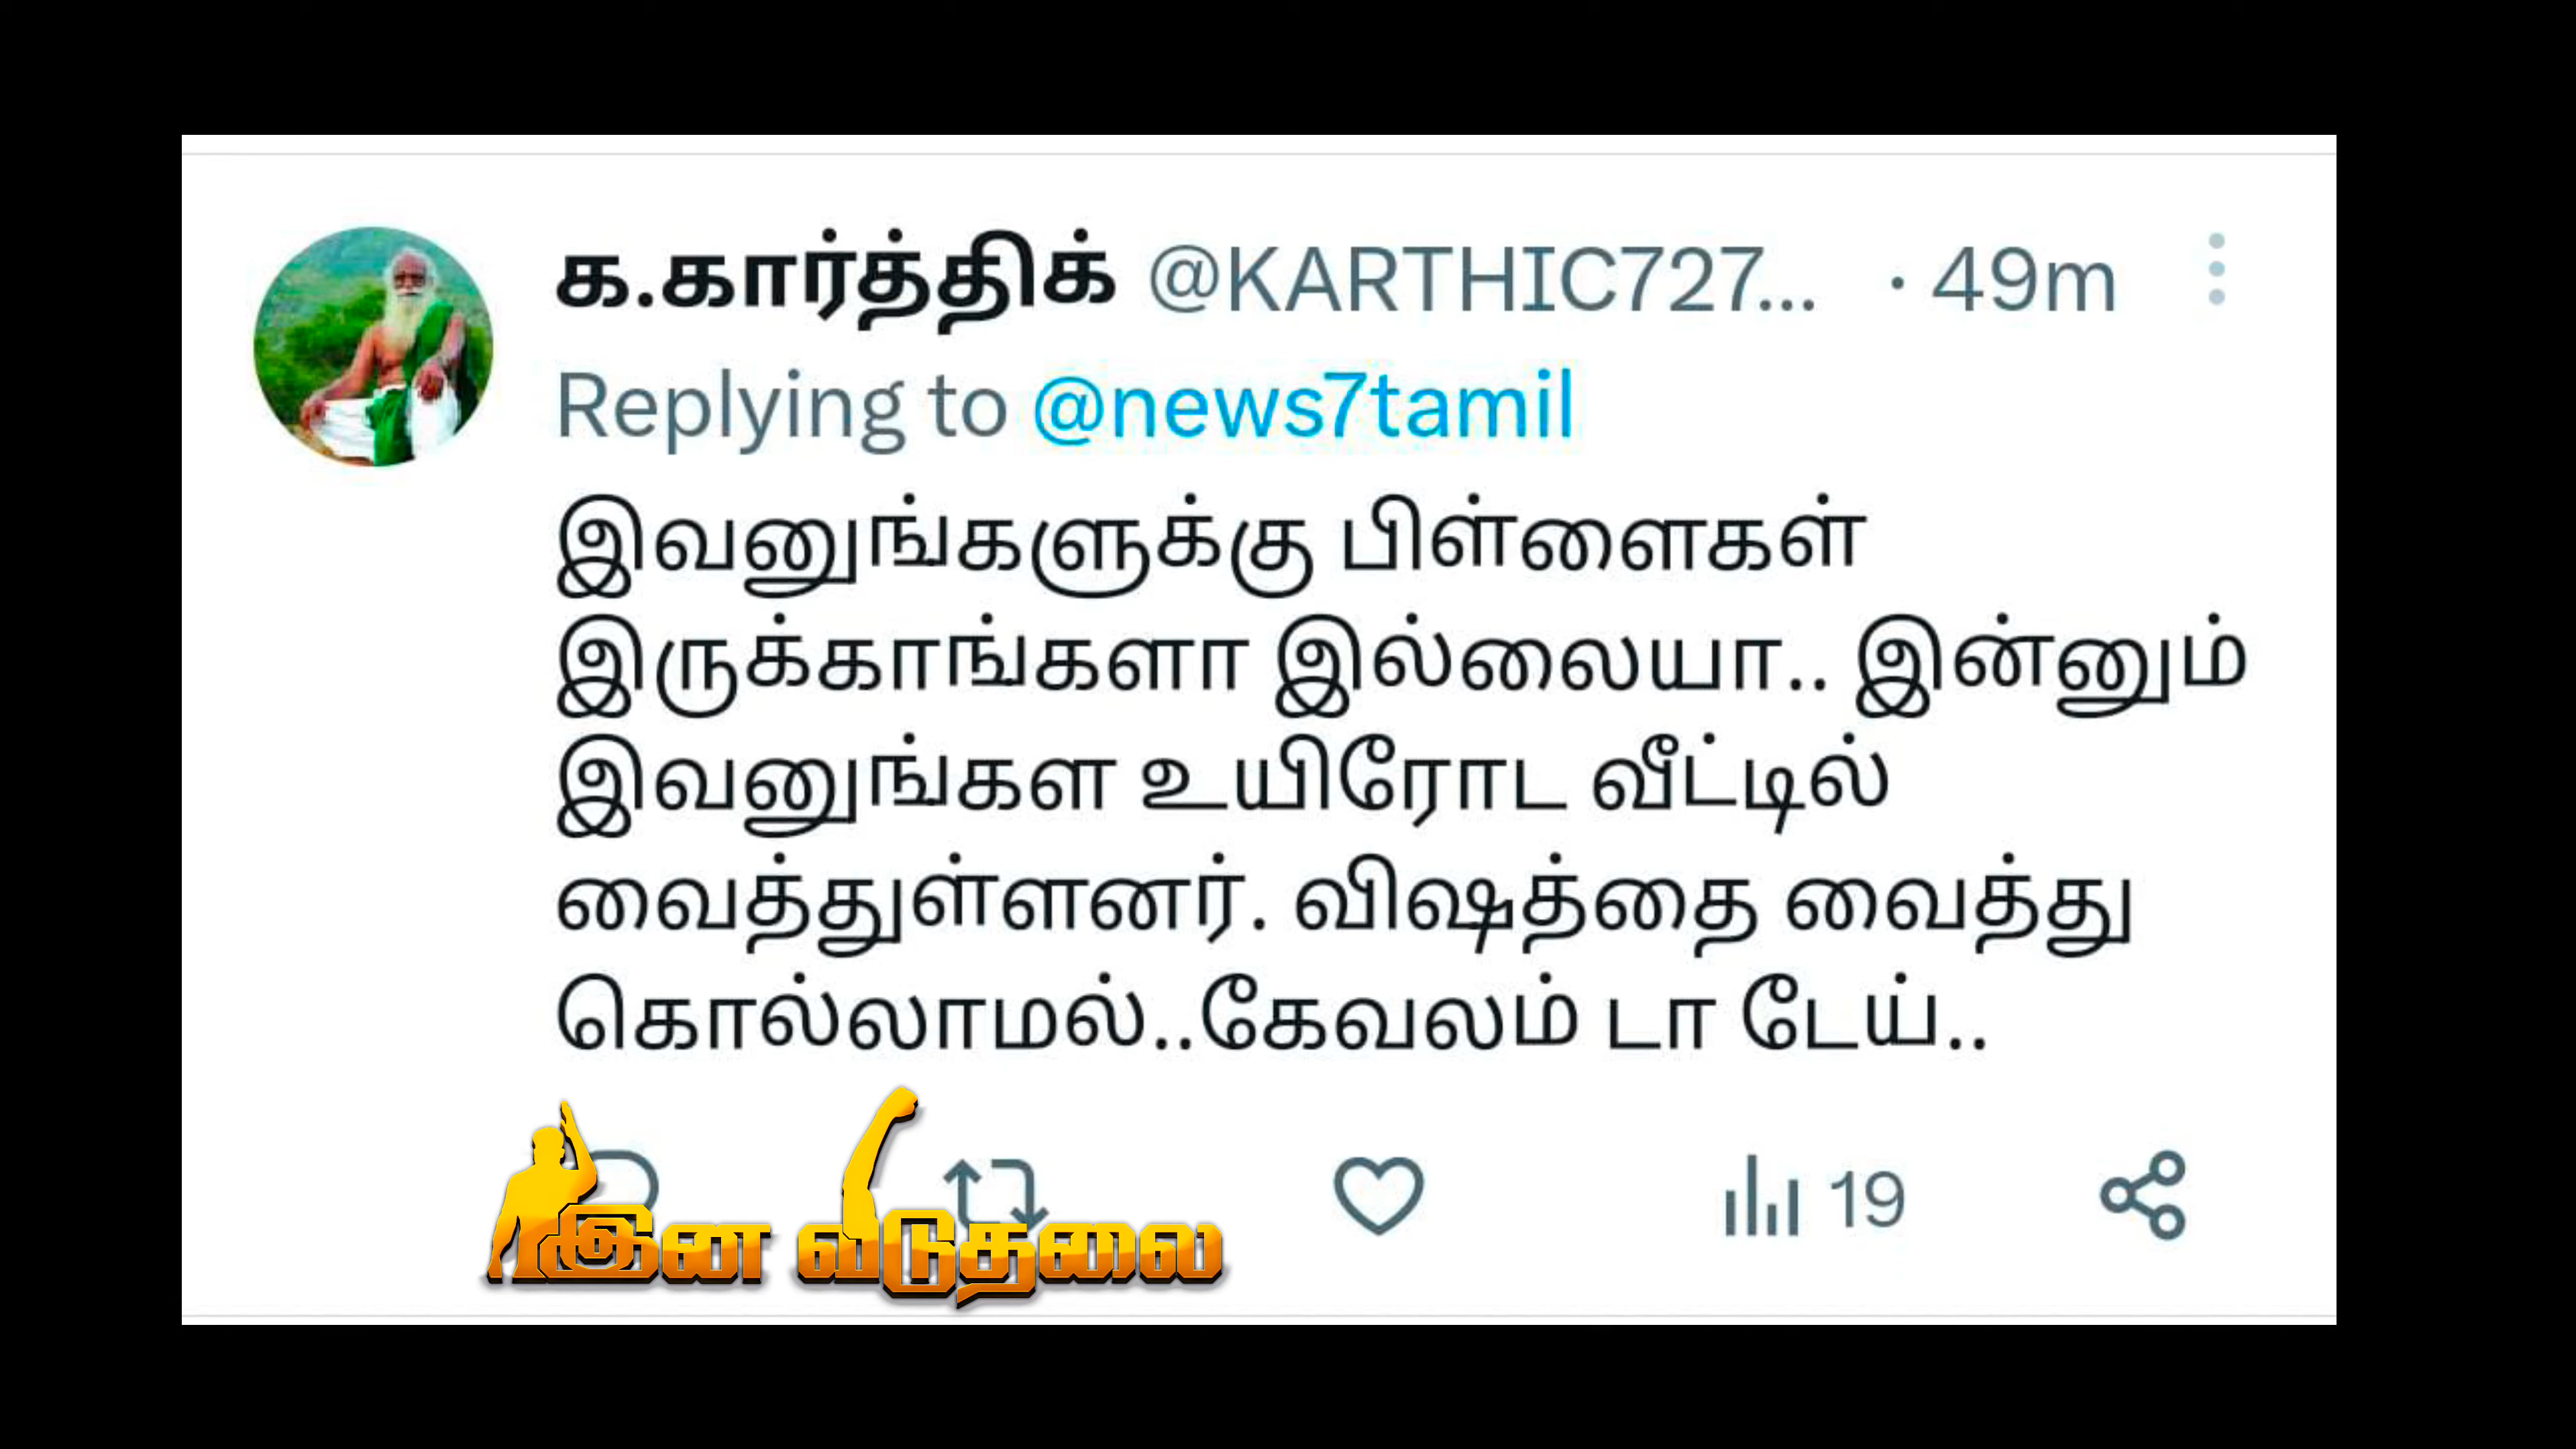 க.கார்த்திக் @KARTHIC727... · 49m
Replying to @news7tamil
இவனுங்களுக்கு பிள்ளைகள்
இருக்காங்களா இல்லையா.. இன்னும்
இவனுங்கள உயிரோட வீட்டில்
வைத்துள்ளனர். விஷத்தை வைத்து
கொல்லாமல்..கேவலம் டா டேய்..
19
இன விடுதலை